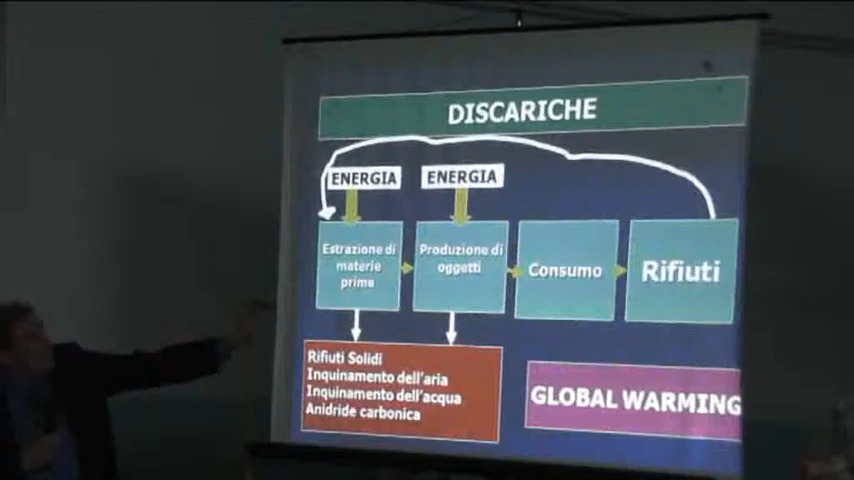 DISCARICHE
ENERGIA
ENERGIA
Estrazione di
materie
prime
Produzione di
oggetti
Consumo
Rifiuti
Rifiuti Solidi
Inquinamento dell'aria
Inquinamento dell'acqua
Anidride carbonica
GLOBAL WARMING